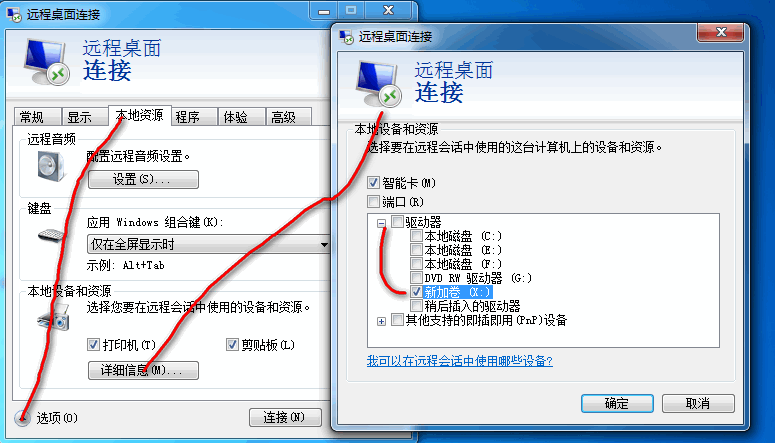 远程桌面连接
远程桌面
连接
常规 显示 本地资源 程序 体验 高级
远程音频
配置远程音频设置。
设置(S)...
键盘
应用 Windows 组合键(K):
仅在全屏显示时
示例: Alt+Tab
本地设备和资源
选择您要在远程会话中使用的设备和资源。
打印机(T) 剪贴板(L)
详细信息(M)...
选项(O) 连接(N)
远程桌面连接
远程桌面
连接
本地设备和资源
选择要在远程会话中使用的这台计算机上的设备和资源。
智能卡(M)
端口(R)
驱动器
本地磁盘 (C:)
本地磁盘 (E:)
本地磁盘 (F:)
DVD RW 驱动器 (G:)
新加卷 (X:)
稍后插入的驱动器
其他支持的即插即用(PnP)设备
我可以在远程会话中使用哪些设备?
确定 取消